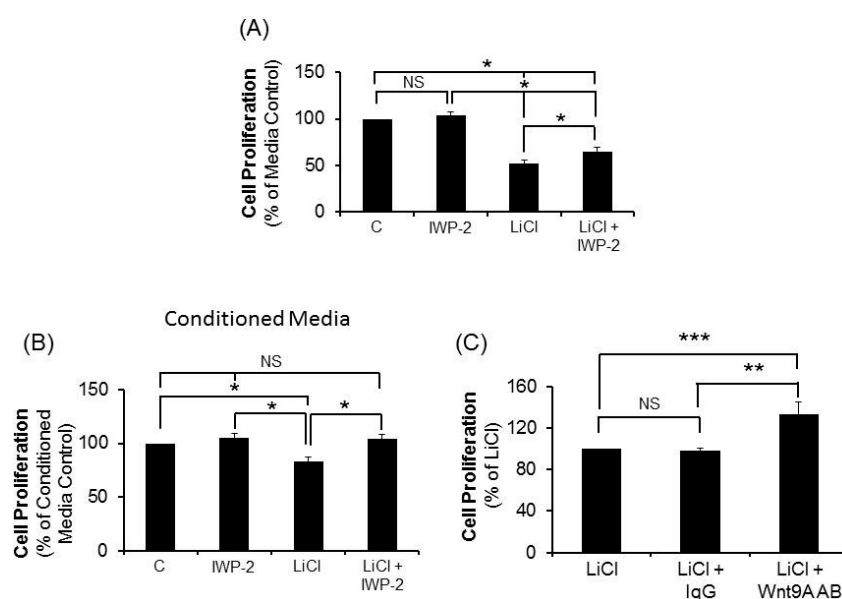 (A)
Cell Proliferation
(% of Media Control)
150
100
50
0
*
NS
*
*
C
IWP-2
LiCl
LiCl +
IWP-2
Conditioned Media
(B)
Cell Proliferation
(% of Conditioned
Media Control)
150
100
50
0
NS
*
*
*
C
IWP-2
LiCl
LiCl +
IWP-2
(C)
Cell Proliferation
(% of LiCl)
160
120
80
40
0
***
**
NS
LiCl
LiCl +
IgG
LiCl +
Wnt9AAB